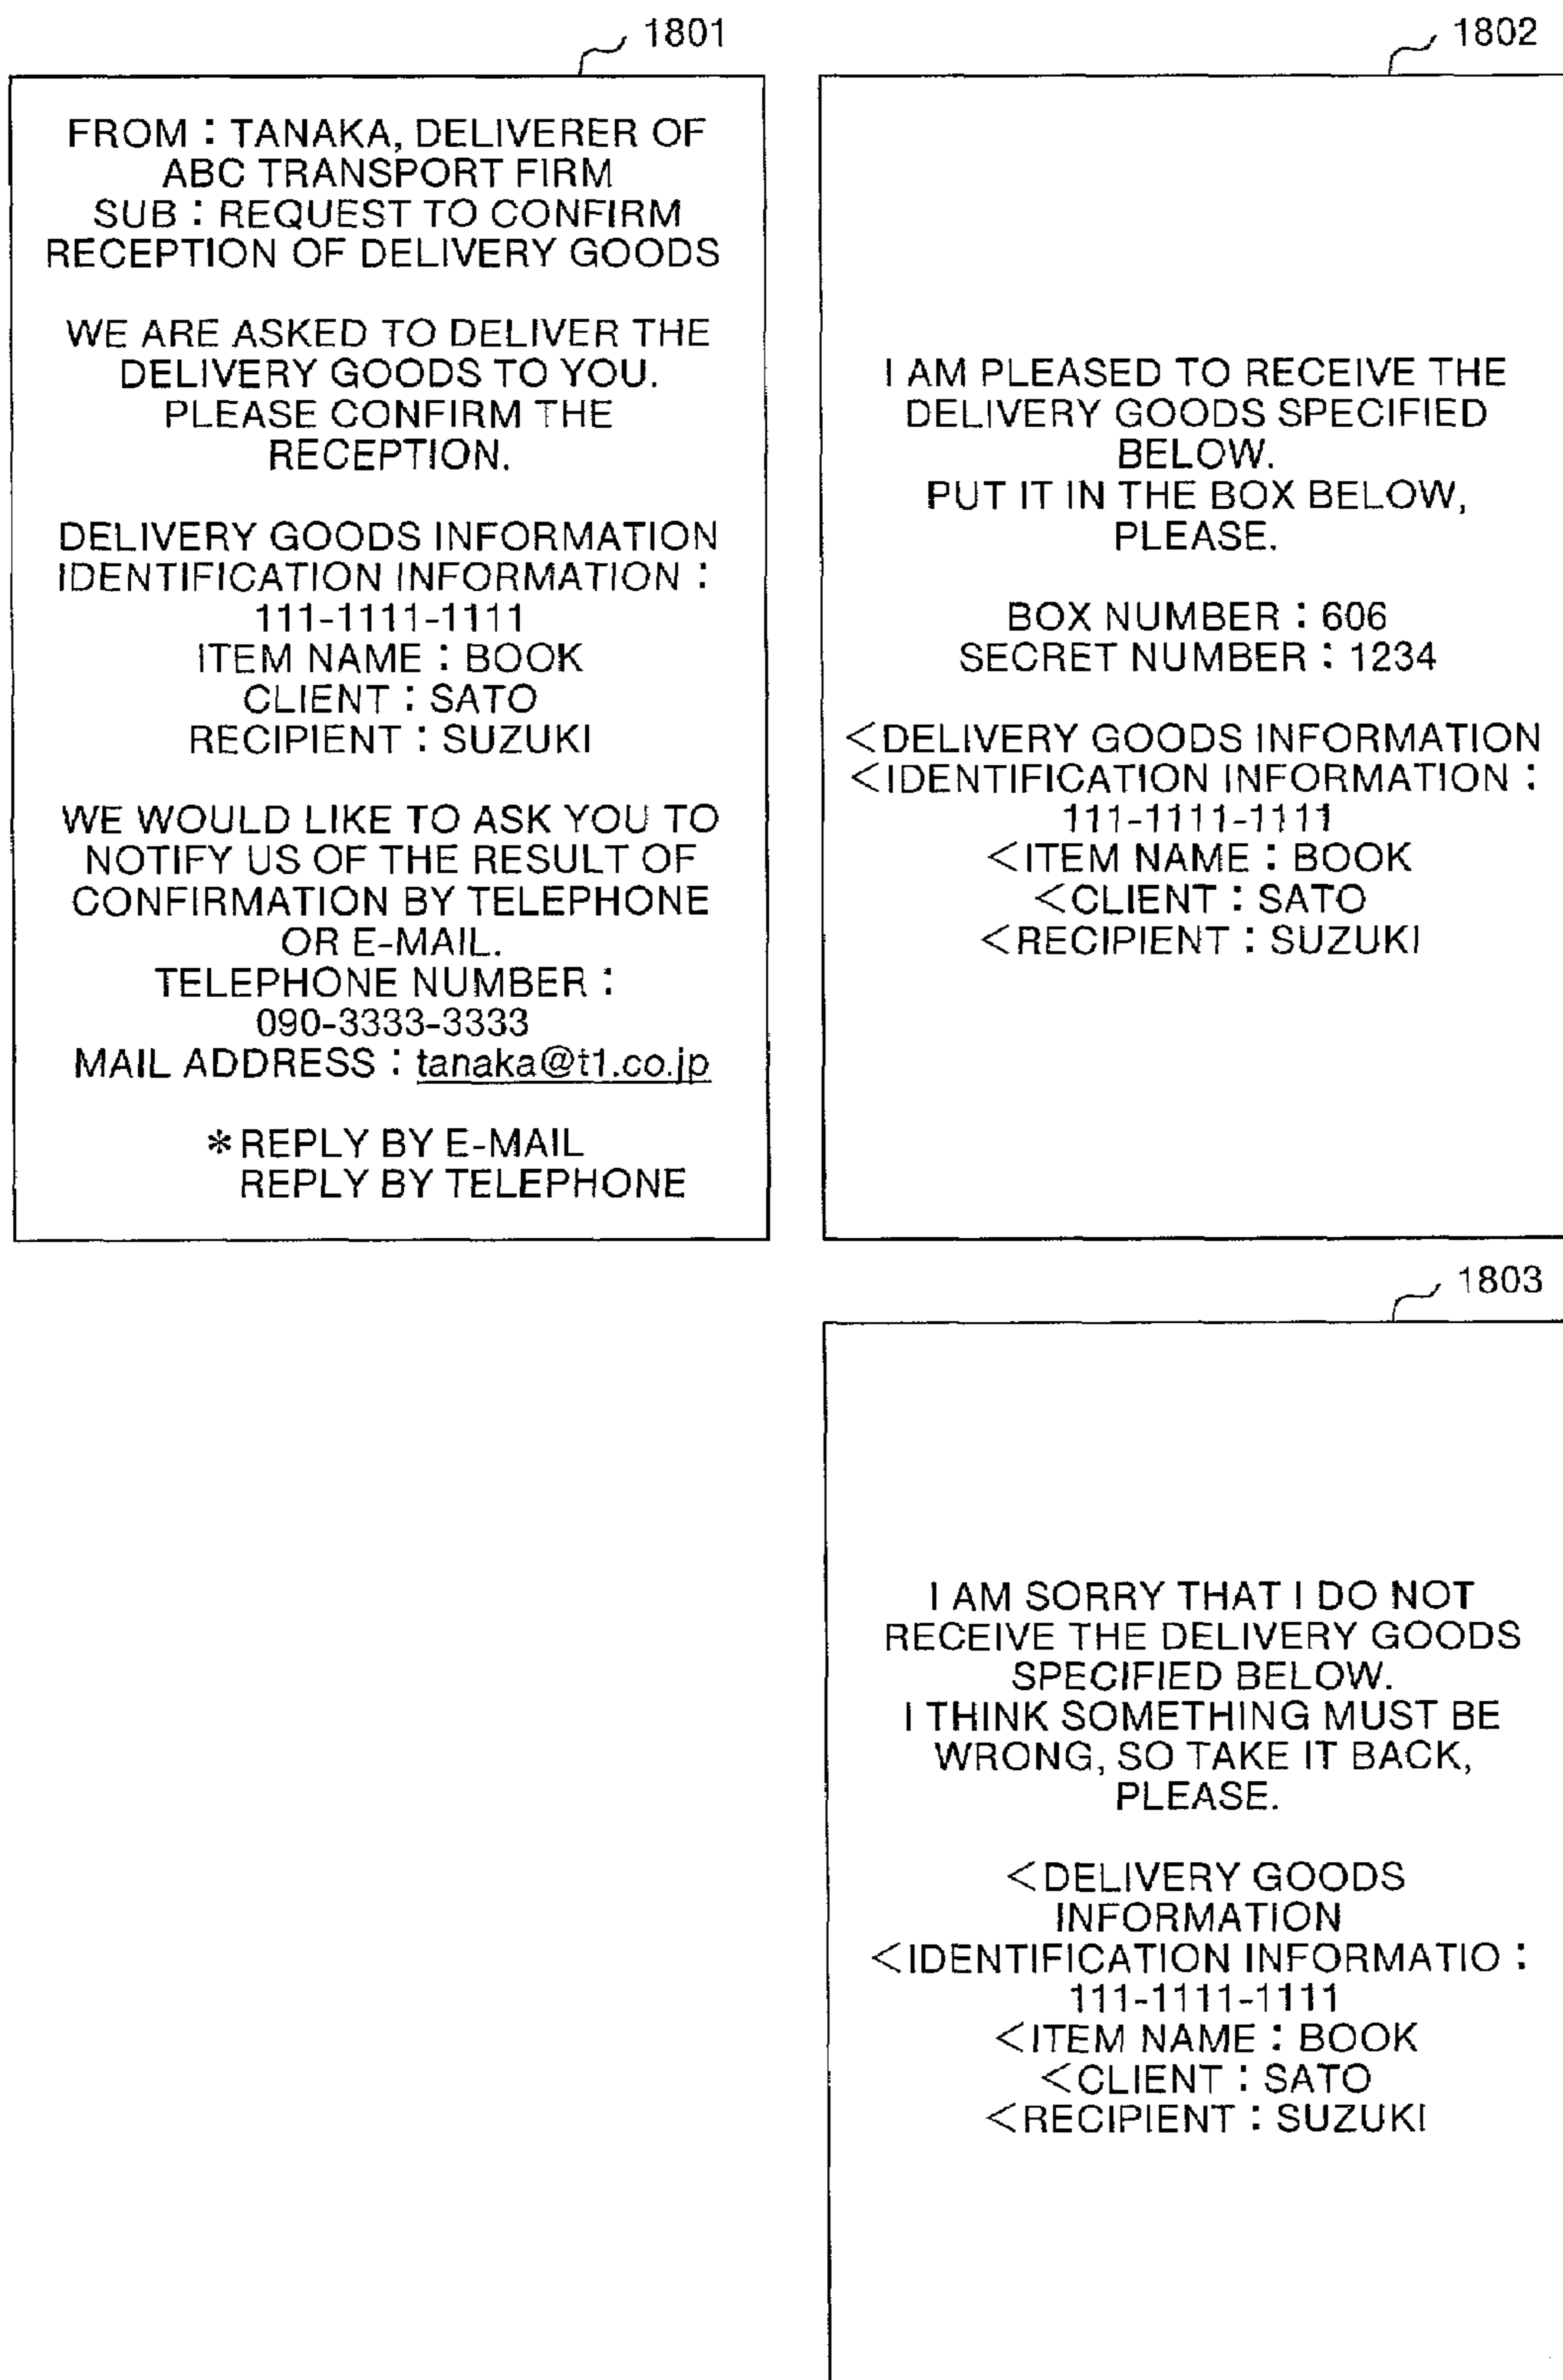 1801
FROM : TANAKA, DELIVERER OF
ABC TRANSPORT FIRM
SUB : REQUEST TO CONFIRM
RECEPTION OF DELIVERY GOODS
WE ARE ASKED TO DELIVER THE
DELIVERY GOODS TO YOU.
PLEASE CONFIRM THE
RECEPTION.
DELIVERY GOODS INFORMATION
IDENTIFICATION INFORMATION :
111-1111-1111
ITEM NAME : BOOK
CLIENT : SATO
RECIPIENT : SUZUKI
WE WOULD LIKE TO ASK YOU TO
NOTIFY US OF THE RESULT OF
CONFIRMATION BY TELEPHONE
OR E-MAIL.
TELEPHONE NUMBER :
090-3333-3333
MAIL ADDRESS : tanaka@t1.co.jp
*REPLY BY E-MAIL
REPLY BY TELEPHONE
1802
I AM PLEASED TO RECEIVE THE
DELIVERY GOODS SPECIFIED
BELOW.
PUT IT IN THE BOX BELOW,
PLEASE.
BOX NUMBER : 606
SECRET NUMBER : 1234
<DELIVERY GOODS INFORMATION
<IDENTIFICATION INFORMATION :
111-1111-1111
<ITEM NAME : BOOK
<CLIENT : SATO
<RECIPIENT : SUZUKI
1803
I AM SORRY THAT I DO NOT
RECEIVE THE DELIVERY GOODS
SPECIFIED BELOW.
I THINK SOMETHING MUST BE
WRONG, SO TAKE IT BACK,
PLEASE.
<DELIVERY GOODS
INFORMATION
<IDENTIFICATION INFORMATIO :
111-1111-1111
<ITEM NAME : BOOK
<CLIENT : SATO
<RECIPIENT : SUZUKI